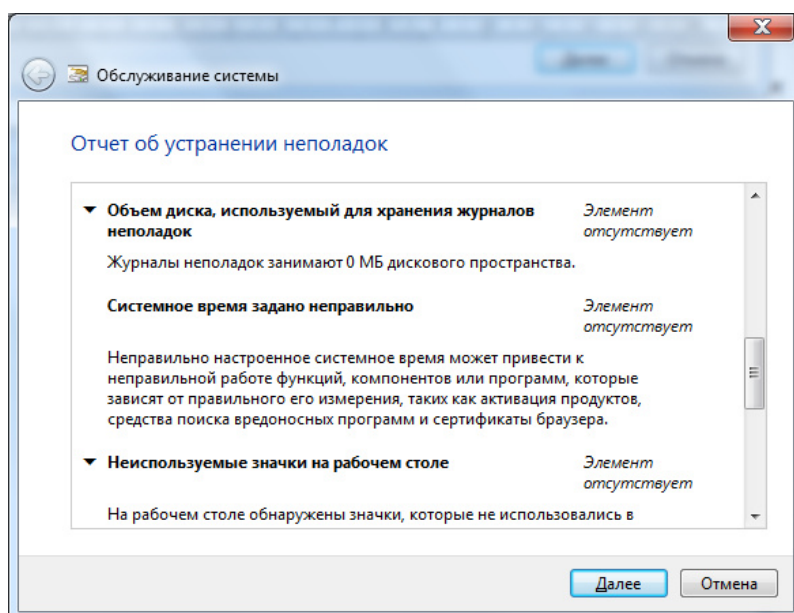 Обслуживание системы
Отчет об устранении неполадок
Объем диска, используемый для хранения журналов Элемент
неполадок отсутствует
Журналы неполадок занимают 0 МБ дискового пространства.
Системное время задано неправильно Элемент
отсутствует
Неправильно настроенное системное время может привести к
неправильной работе функций, компонентов или программ, которые
зависят от правильного его измерения, таких как активация продуктов,
средства поиска вредоносных программ и сертификаты браузера.
Неиспользуемые значки на рабочем столе Элемент
отсутствует
На рабочем столе обнаружены значки, которые не использовались в
Далее Отмена